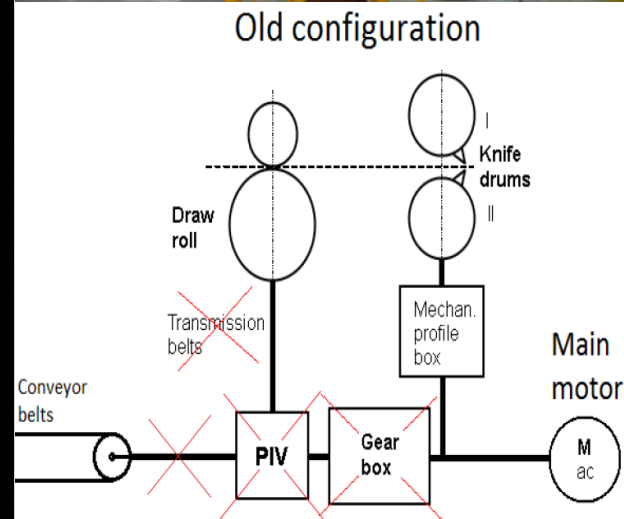 Old configuration
I
Knife
drums
II
Draw
roll
Transmission
belts
Mechan.
profile
box
Main
motor
Conveyor
belts
PIV
Gear
box
M
ac